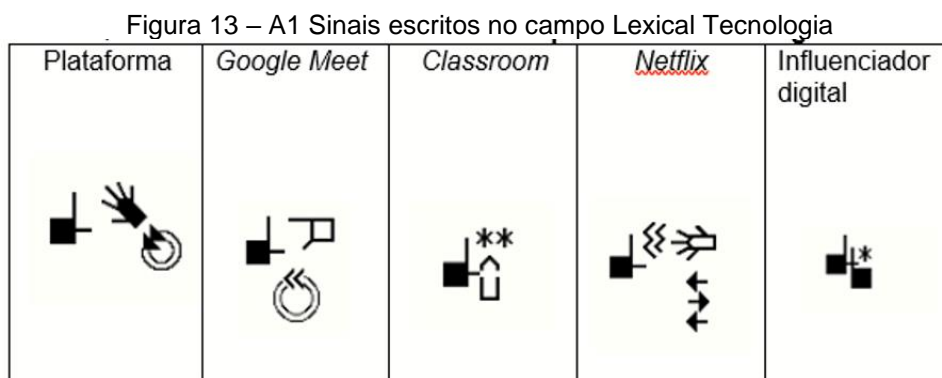 Figura 13 – A1 Sinais escritos no campo Lexical Tecnologia
Plataforma
Google Meet
Classroom
Netflix
Influenciador
digital